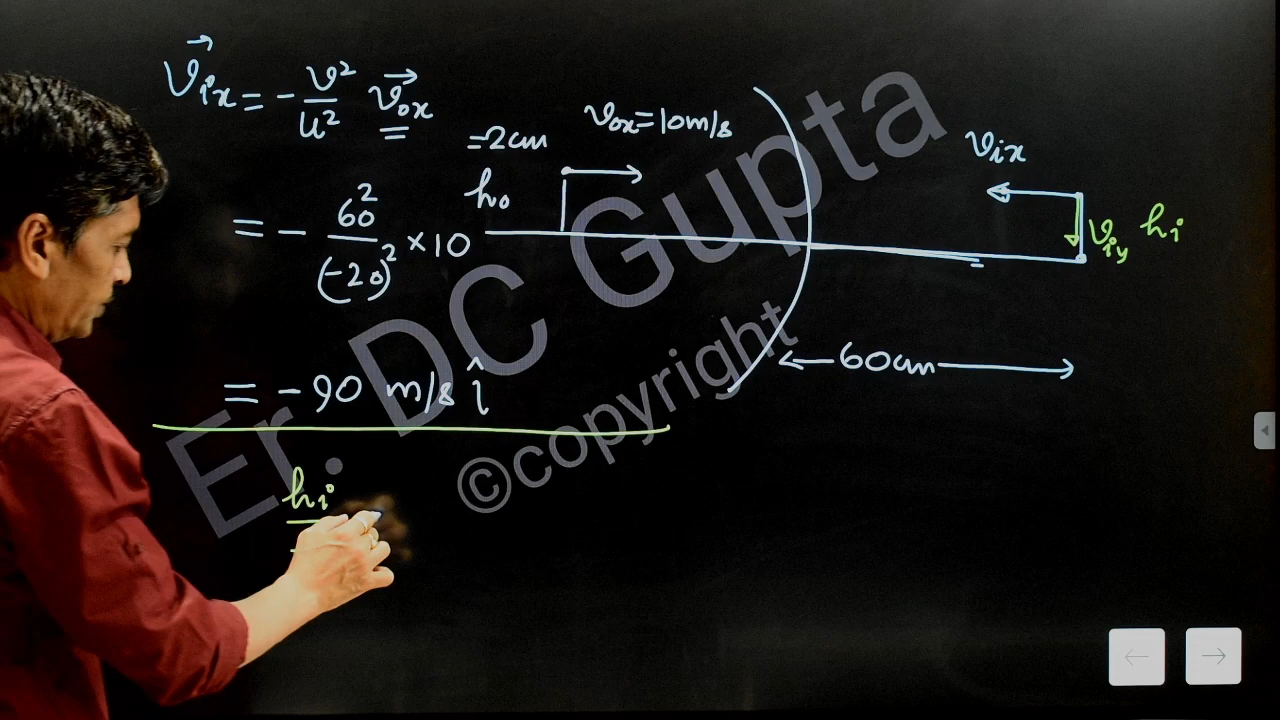 v⃗ix = - v²/u² v⃗ox
= - 60²/(-20)² × 10
= -90 m/s î
hi
=2cm
ho
vox=10m/s
vix
viy hi
60cm
Er. DC Gupta
©copyright